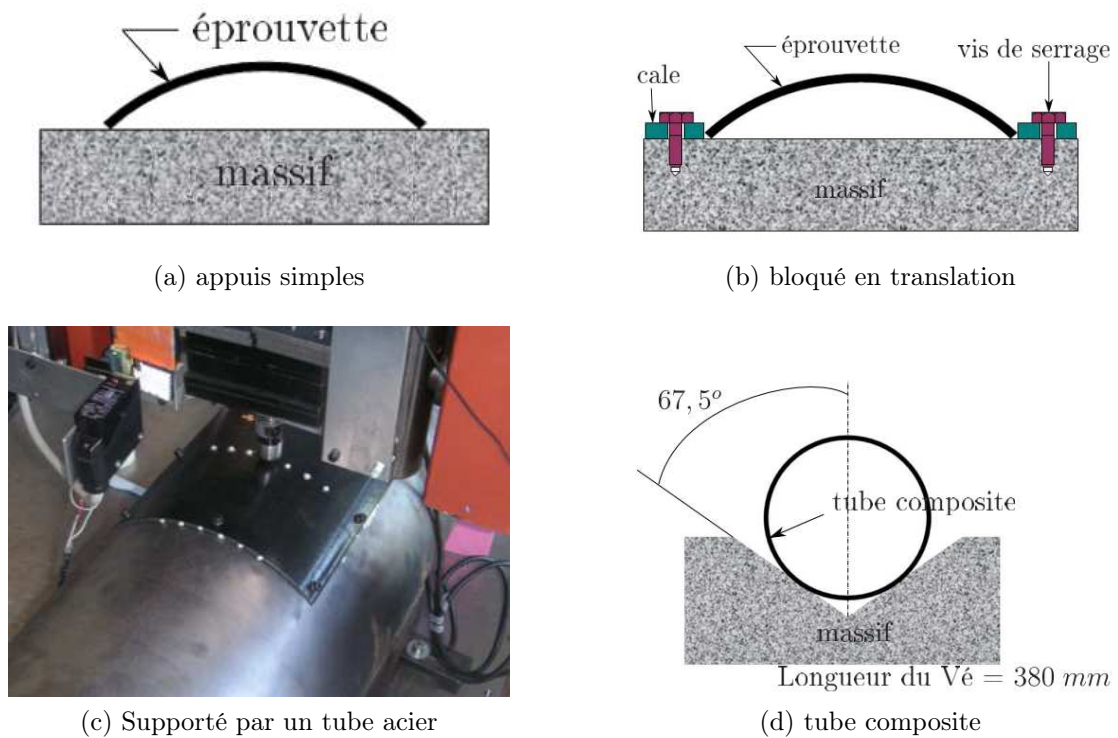 éprouvette
massif
(a) appuis simples
éprouvette
vis de serrage
cale
massif
(b) bloqué en translation
(c) Supporté par un tube acier
67, 5º
tube composite
massif
Longueur du Vé = 380 mm
(d) tube composite